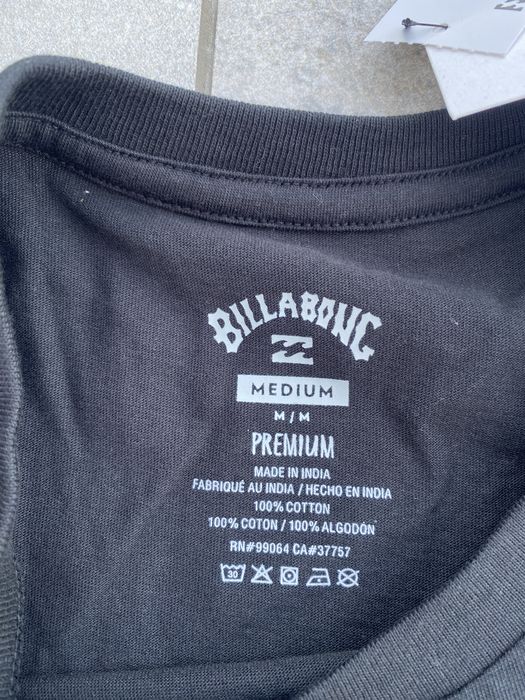 BILLABONG
MEDIUM
M / M
PREMIUM
MADE IN INDIA
FABRIQUÉ AU INDIA / HECHO EN INDIA
100% COTTON
100% COTON / 100% ALGODÓN
RN#99064 CA#37757
30